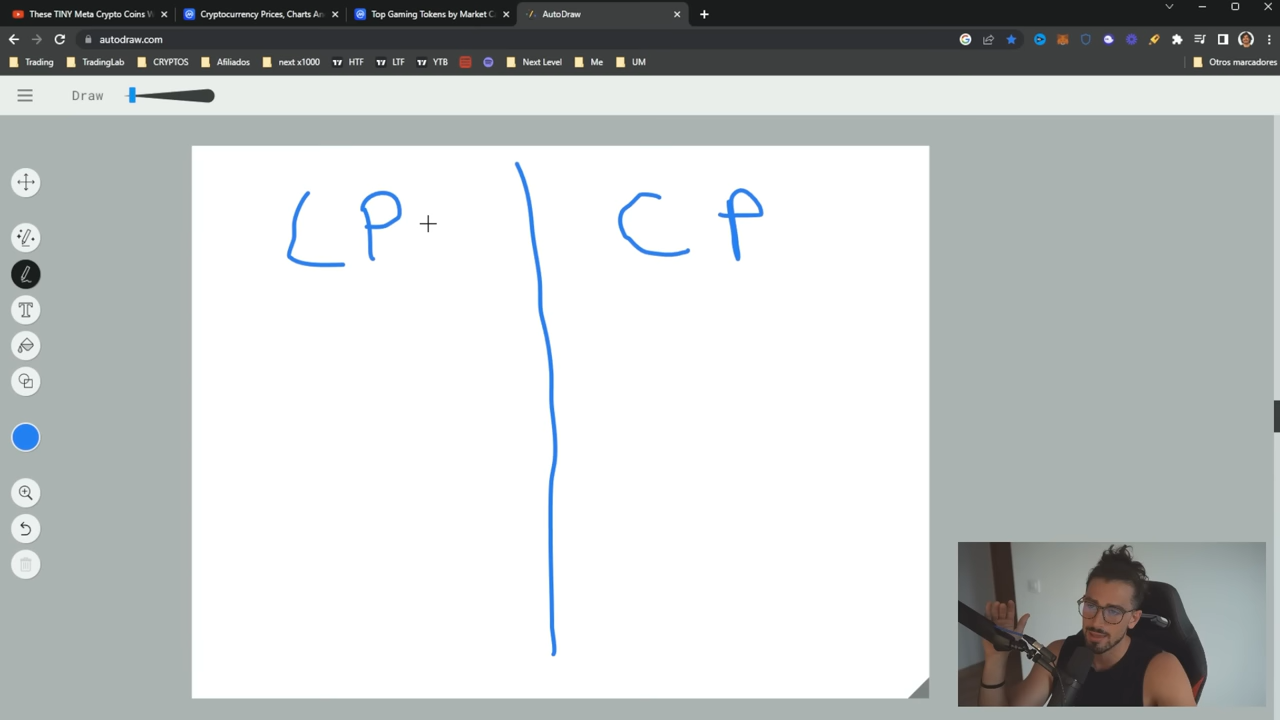 These TINY Meta Crypto Coins W
Cryptocurrency Prices, Charts An
Top Gaming Tokens by Market C
AutoDraw
autodraw.com
Trading
TradingLab
CRYPTOS
Afiliados
next x1000
HTF
LTF
YTB
Next Level
Me
UM
Otros marcadores
Draw
LP
CP